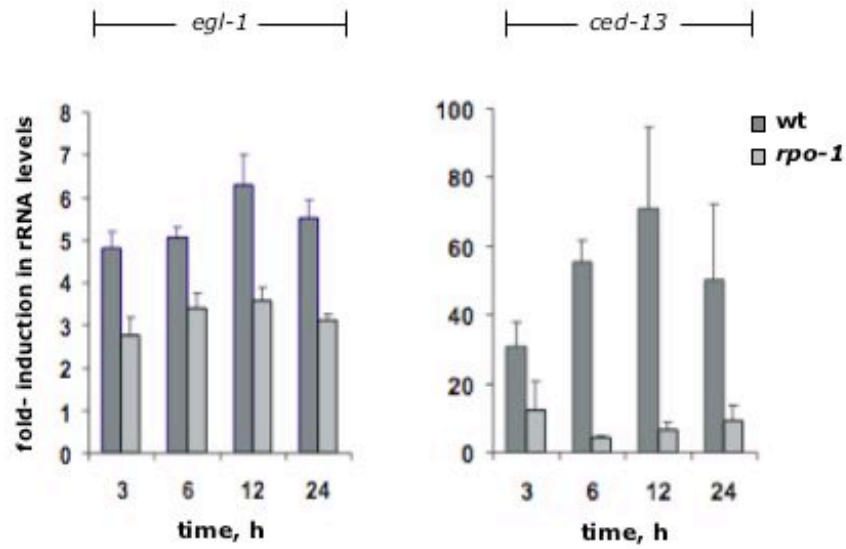 egl-1
ced-13
fold- induction in rRNA levels
8
7
6
5
4
3
2
1
0
3 6 12 24
time, h
100
80
60
40
20
0
3 6 12 24
time, h
wt
rpo-1